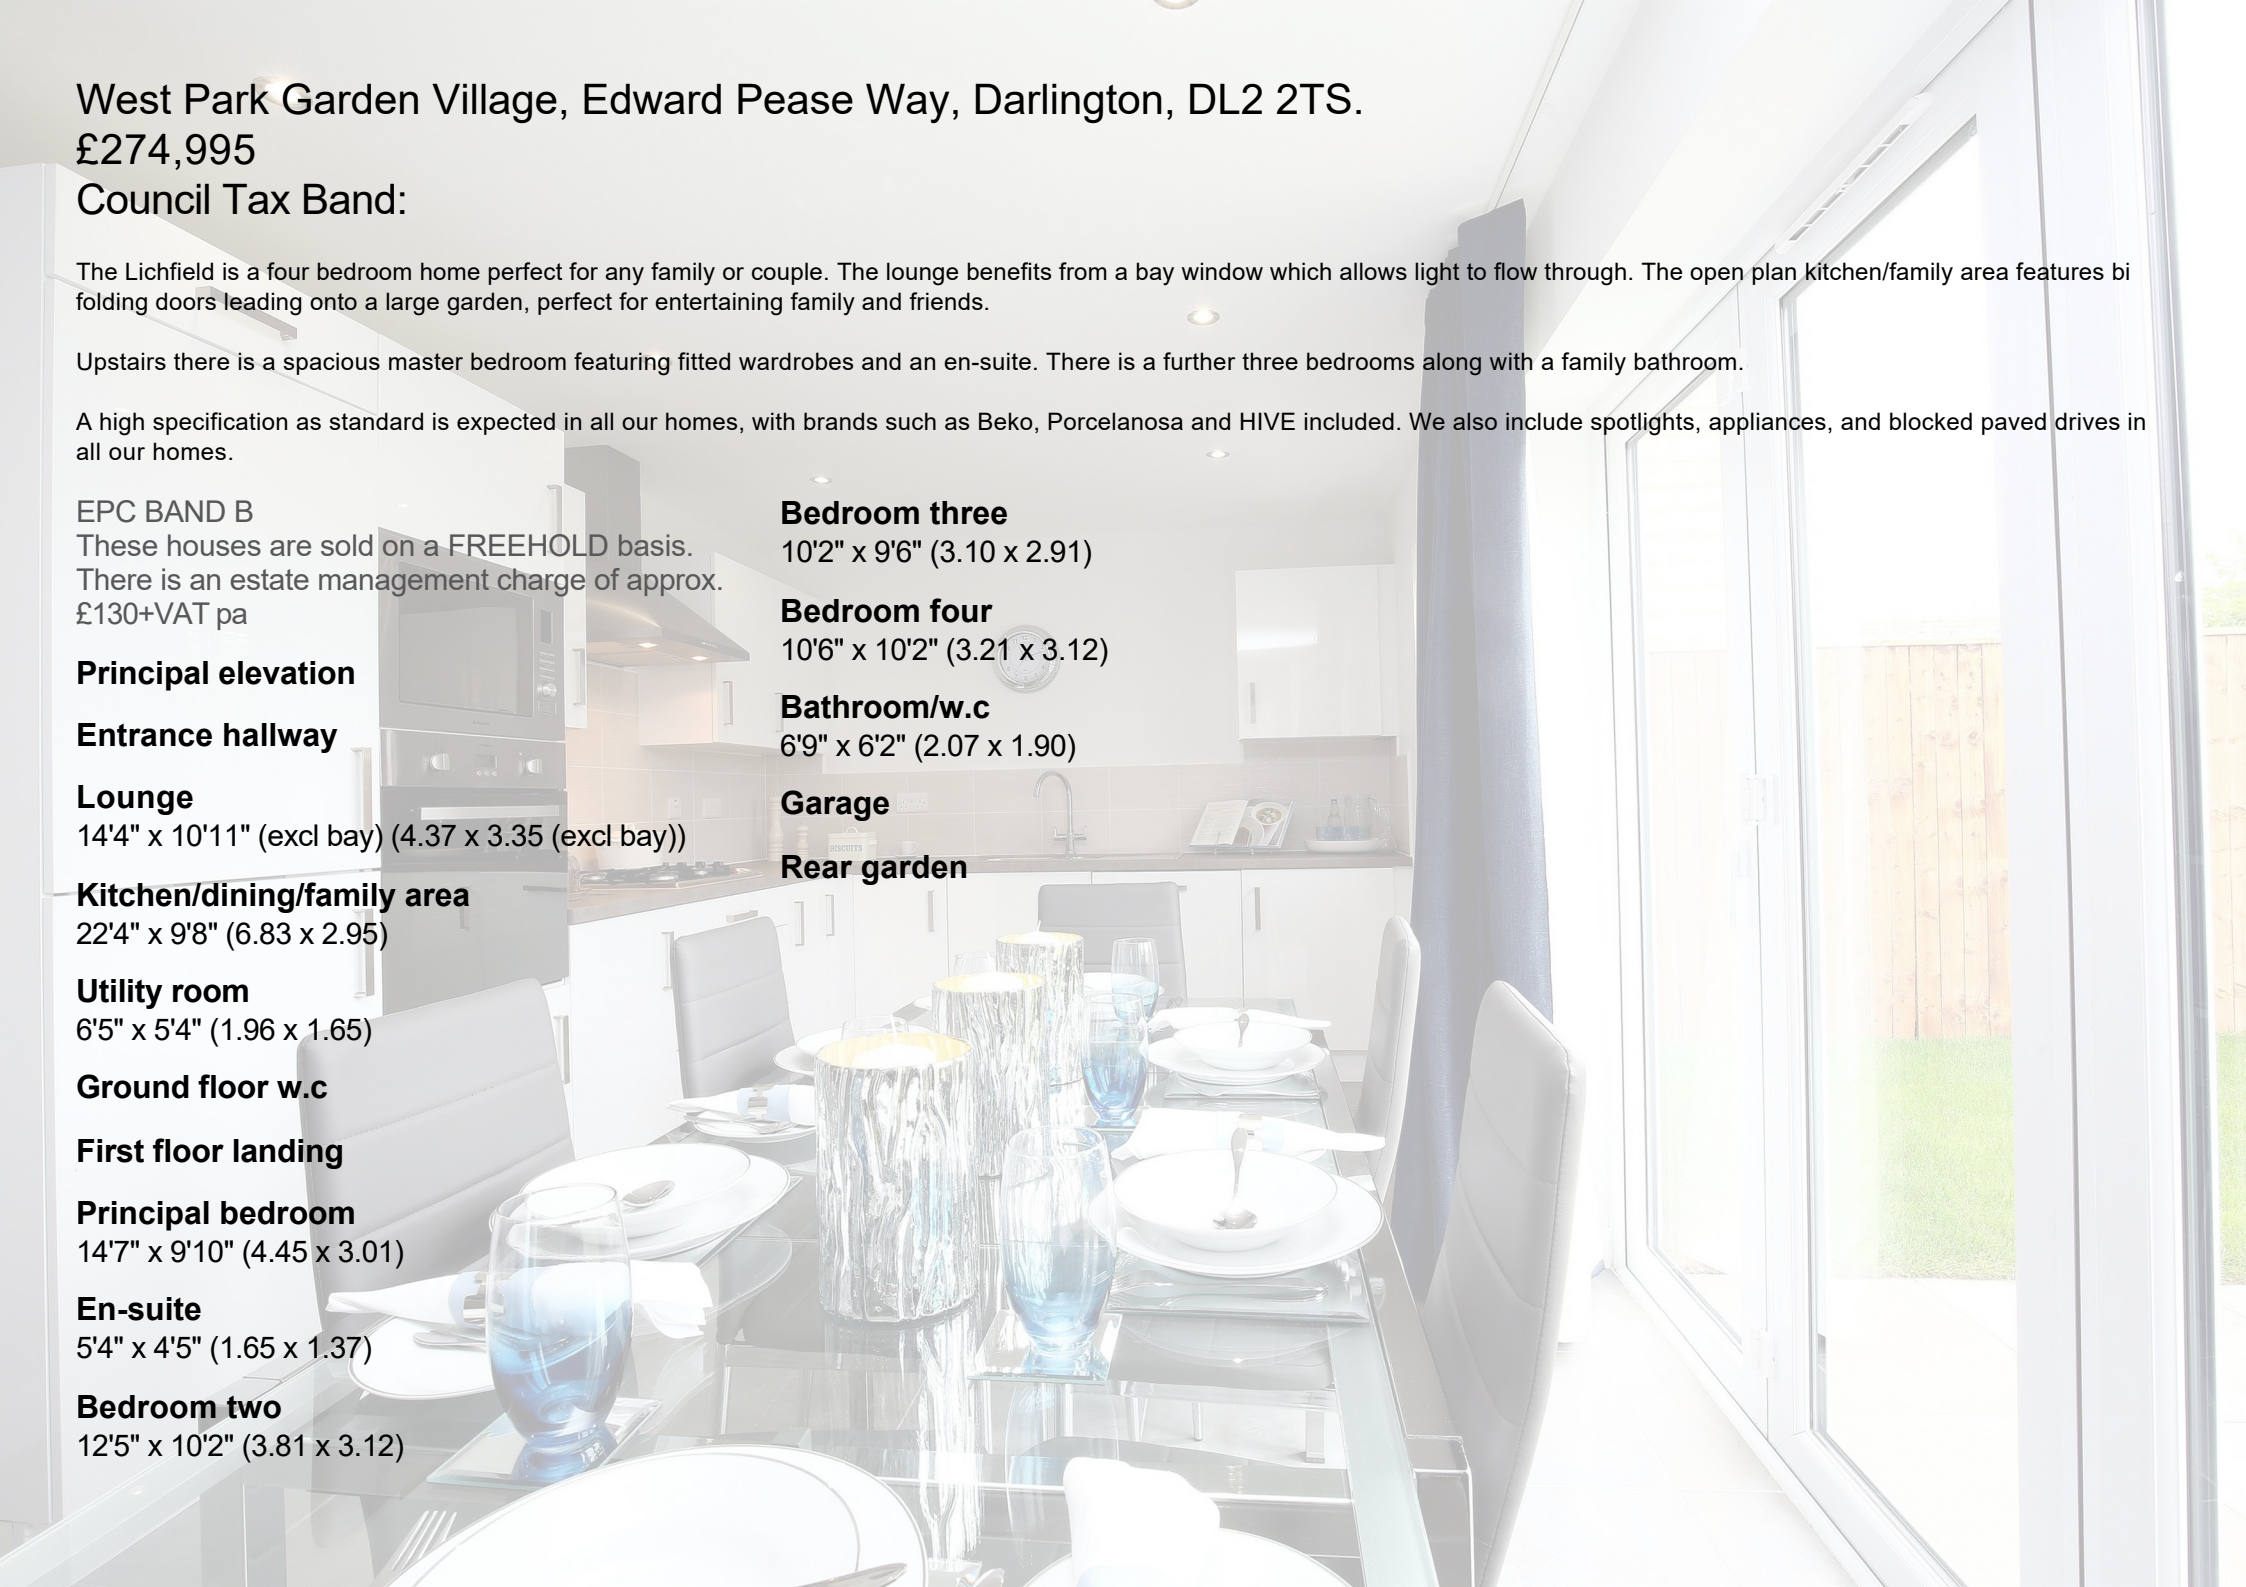 West Park Garden Village, Edward Pease Way, Darlington, DL2 2TS.
£274,995
Council Tax Band:
The Lichfield is a four bedroom home perfect for any family or couple. The lounge benefits from a bay window which allows light to flow through. The open plan kitchen/family area features bi
folding doors leading onto a large garden, perfect for entertaining family and friends.
Upstairs there is a spacious master bedroom featuring fitted wardrobes and an en-suite. There is a further three bedrooms along with a family bathroom.
A high specification as standard is expected in all our homes, with brands such as Beko, Porcelanosa and HIVE included. We also include spotlights, appliances, and blocked paved drives in
all our homes.
EPC BAND B
These houses are sold on a FREEHOLD basis.
There is an estate management charge of approx.
£130+VAT pa
Principal elevation
Entrance hallway
Lounge
14'4" x 10'11" (excl bay) (4.37 x 3.35 (excl bay))
Kitchen/dining/family area
22'4" x 9'8" (6.83 x 2.95)
Utility room
6'5" x 5'4" (1.96 x 1.65)
Ground floor w.c
First floor landing
Principal bedroom
14'7" x 9'10" (4.45 x 3.01)
En-suite
5'4" x 4'5" (1.65 x 1.37)
Bedroom two
12'5" x 10'2" (3.81 x 3.12)
Bedroom three
10'2" x 9'6" (3.10 x 2.91)
Bedroom four
10'6" x 10'2" (3.21 x 3.12)
Bathroom/w.c
6'9" x 6'2" (2.07 x 1.90)
Garage
Rear garden
BISCUITS